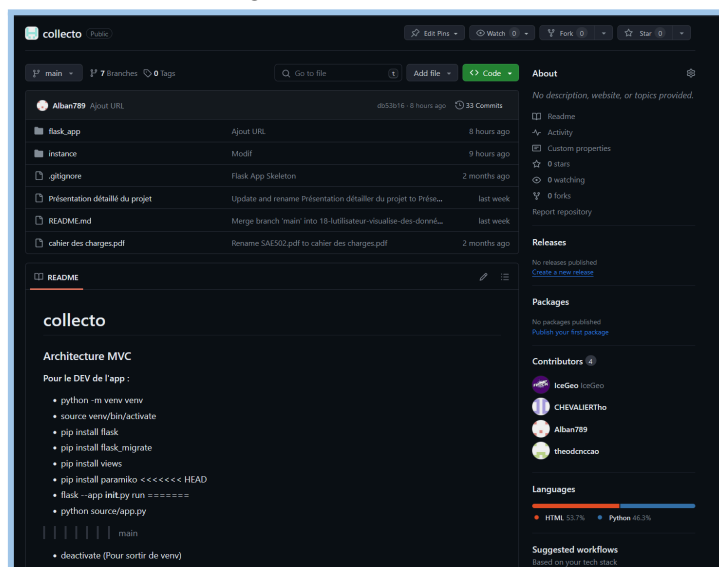 collecto Public
Edit Pins Watch 0 Fork 0 Star 0
main 7 Branches 0 Tags Go to file t Add file Code
Alban789 Ajout URL db53b16 · 8 hours ago 33 Commits
flask_app Ajout URL 8 hours ago
instance Modif 9 hours ago
.gitignore Flask App Skeleton 2 months ago
Présentation détaillé du projet Update and rename Présentation détailler du projet to Prése... last week
README.md Merge branch 'main' into 18-lutilisateur-visualise-des-donné... last week
cahier des charges.pdf Rename SAE502.pdf to cahier des charges.pdf 2 months ago
README
collecto
Architecture MVC
Pour le DEV de l'app :
• python -m venv venv
• source venv/bin/activate
• pip install flask
• pip install flask_migrate
• pip install views
• pip install paramiko <<<<<<< HEAD
• flask --app init.py run =======
• python source/app.py
| | | | | | | main
• deactivate (Pour sortir de venv)
About
No description, website, or topics provided.
Readme
Activity
Custom properties
0 stars
0 watching
0 forks
Report repository
Releases
No releases published
Create a new release
Packages
No packages published
Publish your first package
Contributors 4
IceGeo IceGeo
CHEVALIERTho
Alban789
theodcnccao
Languages
HTML 53.7% Python 46.3%
Suggested workflows
Based on your tech stack